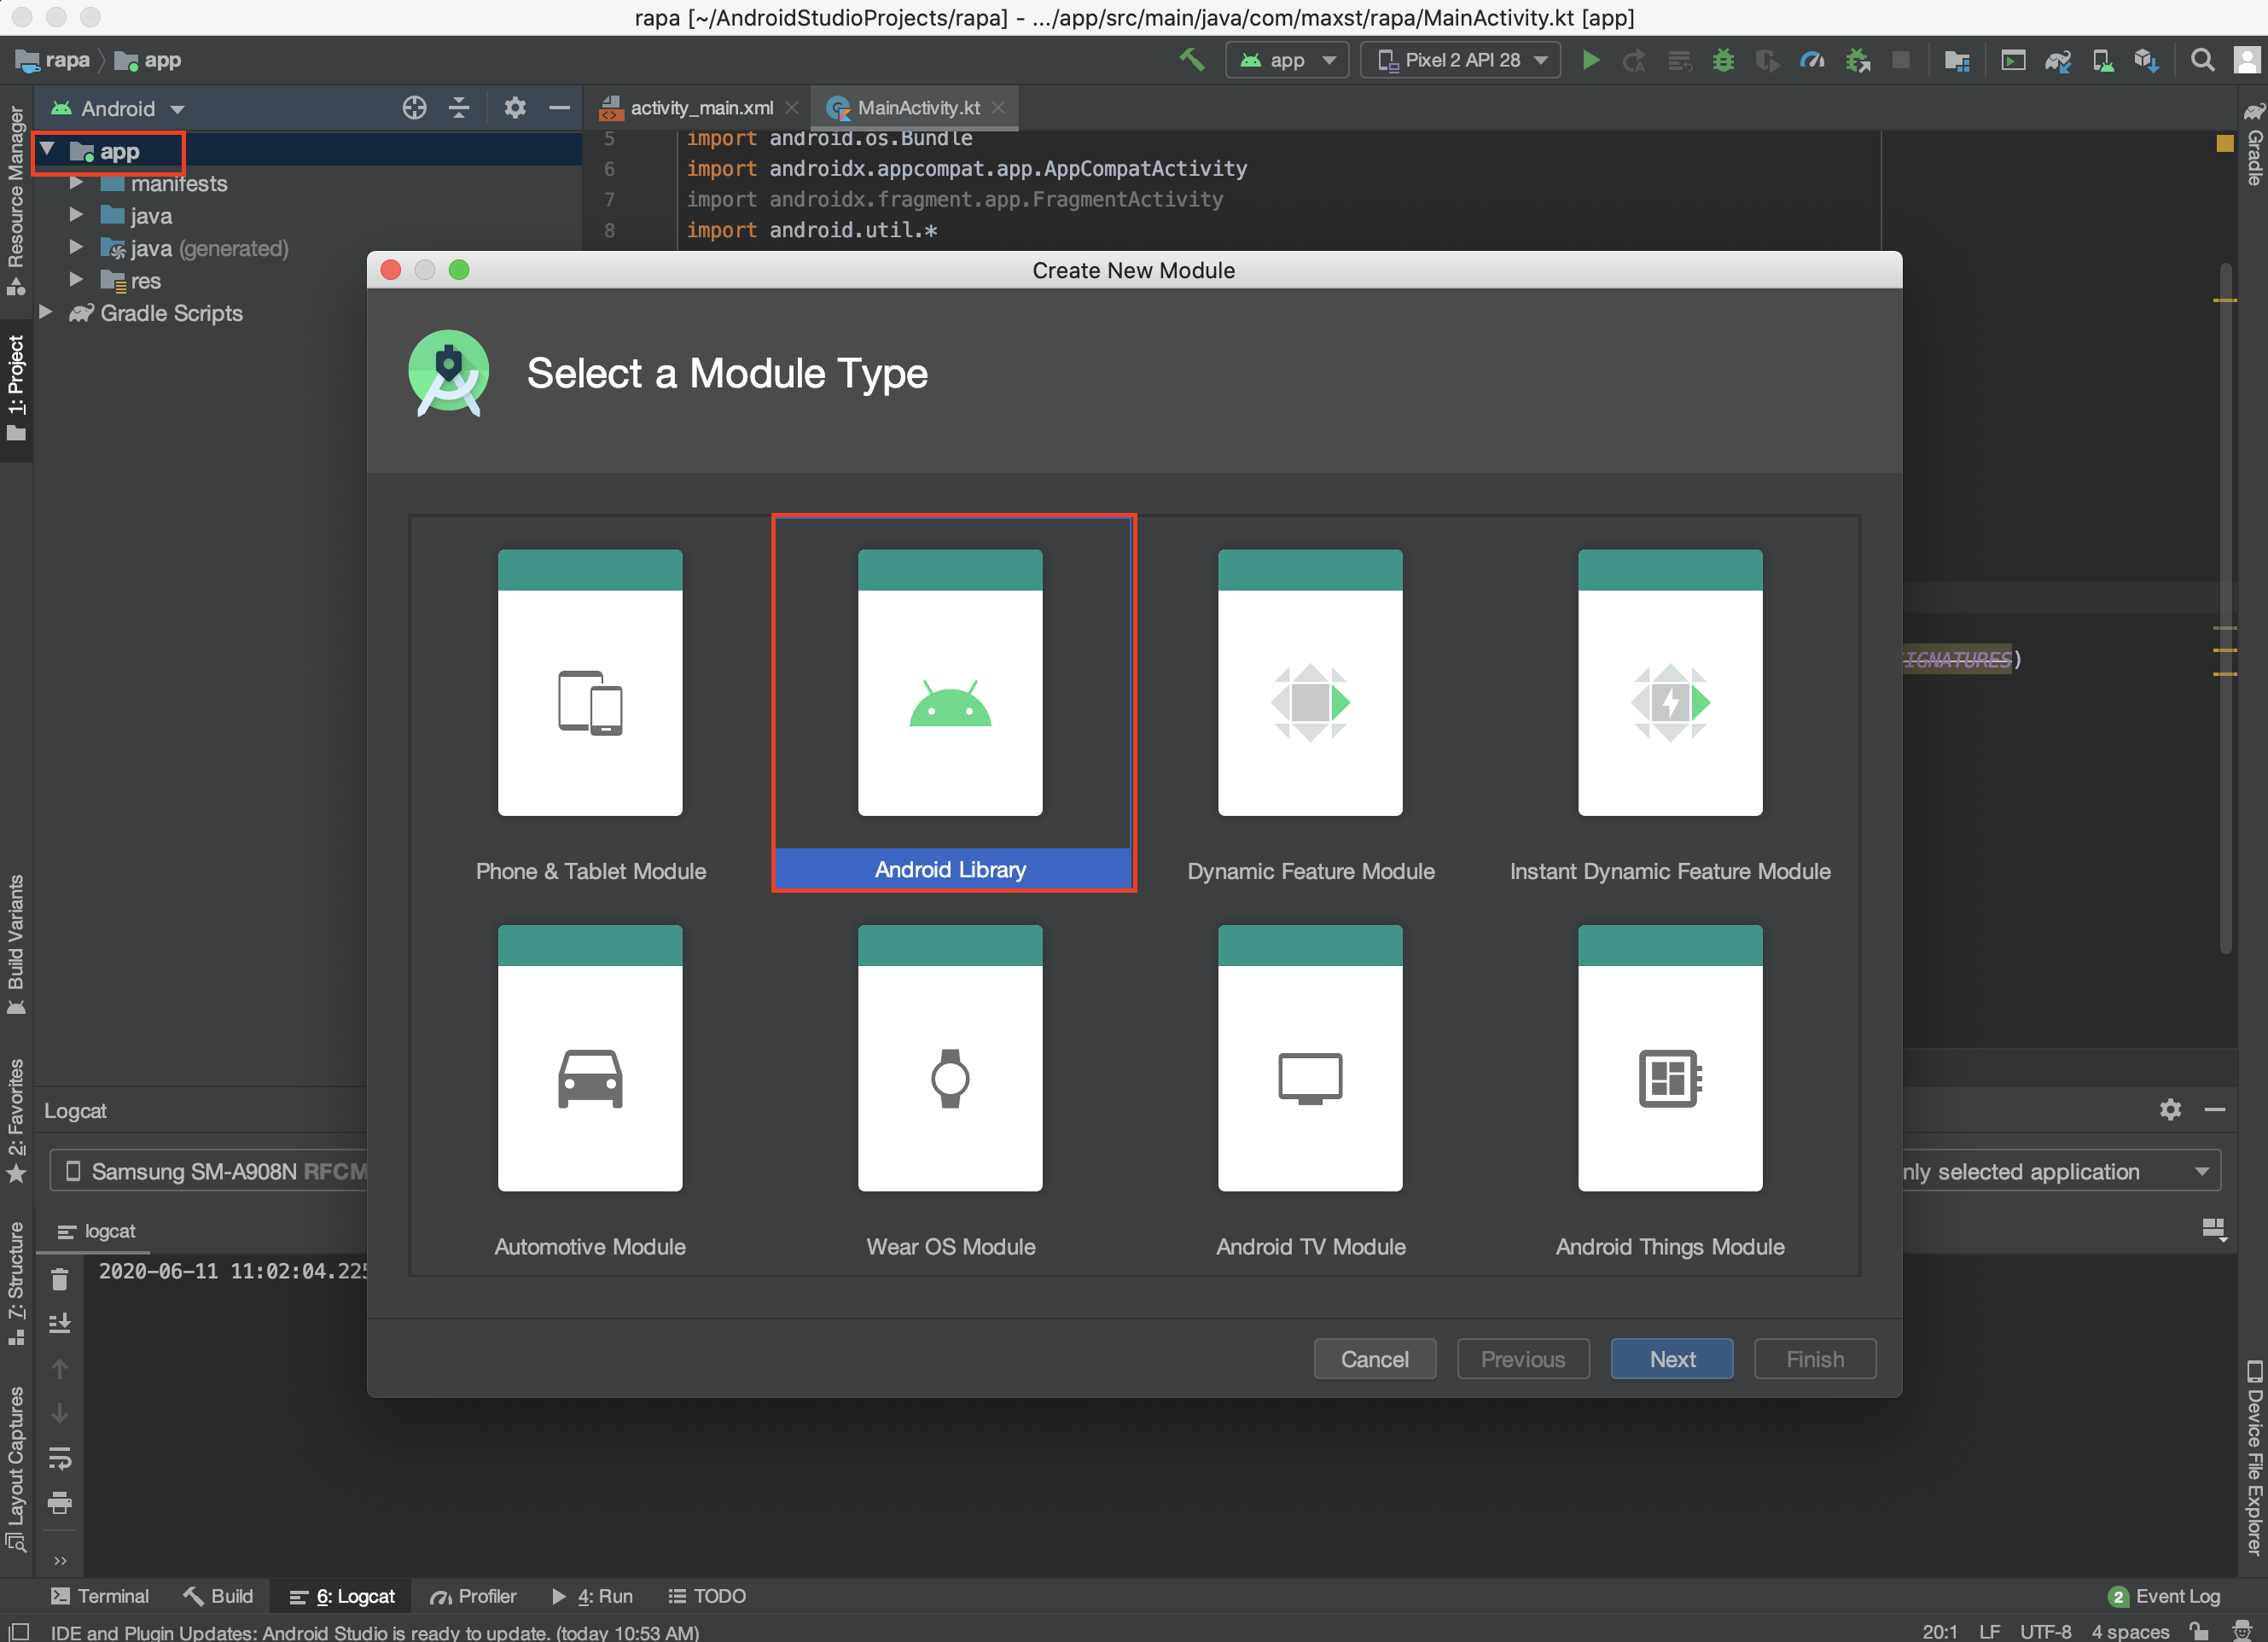 rapa [~/AndroidStudioProjects/rapa] - .../app/src/main/java/com/maxst/rapa/MainActivity.kt [app]
rapa app
app Pixel 2 API 28
Android
activity_main.xml MainActivity.kt
app
manifests
java
java (generated)
res
Gradle Scripts
5 import android.os.Bundle
6 import androidx.appcompat.app.AppCompatActivity
7 import androidx.fragment.app.FragmentActivity
8 import android.util.*
IGNATURES)
Resource Manager
1: Project
Build Variants
2: Favorites
7: Structure
Layout Captures
Gradle
Device File Explorer
Create New Module
Select a Module Type
Phone & Tablet Module
Android Library
Dynamic Feature Module
Instant Dynamic Feature Module
Automotive Module
Wear OS Module
Android TV Module
Android Things Module
Cancel Previous Next Finish
Logcat
Samsung SM-A908N RFCM
nly selected application
logcat
2020-06-11 11:02:04.225
Terminal Build 6: Logcat Profiler 4: Run TODO
2 Event Log
IDE and Plugin Updates: Android Studio is ready to update. (today 10:53 AM)
20:1 LF UTF-8 4 spaces